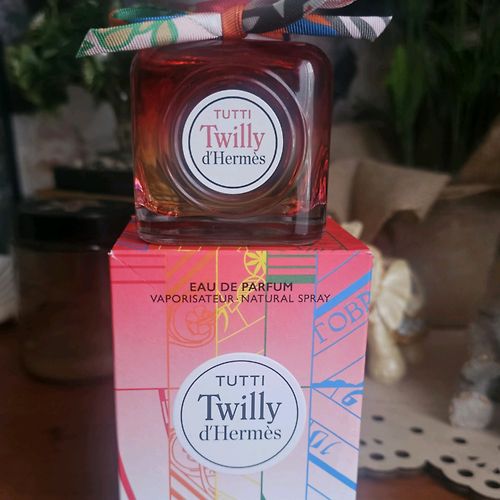 TUTTI
Twilly
d'Hermès
EAU DE PARFUM
VAPORISATEUR · NATURAL SPRAY
TUTTI
Twilly
d'Hermès